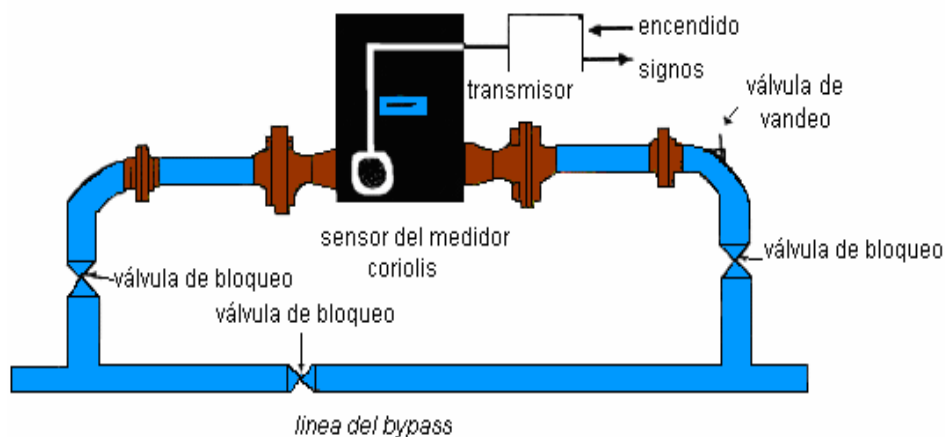 encendido
signos
transmisor
válvula de
vandeo
sensor del medidor
coriolis
válvula de bloqueo
válvula de bloqueo
válvula de bloqueo
linea del bypass